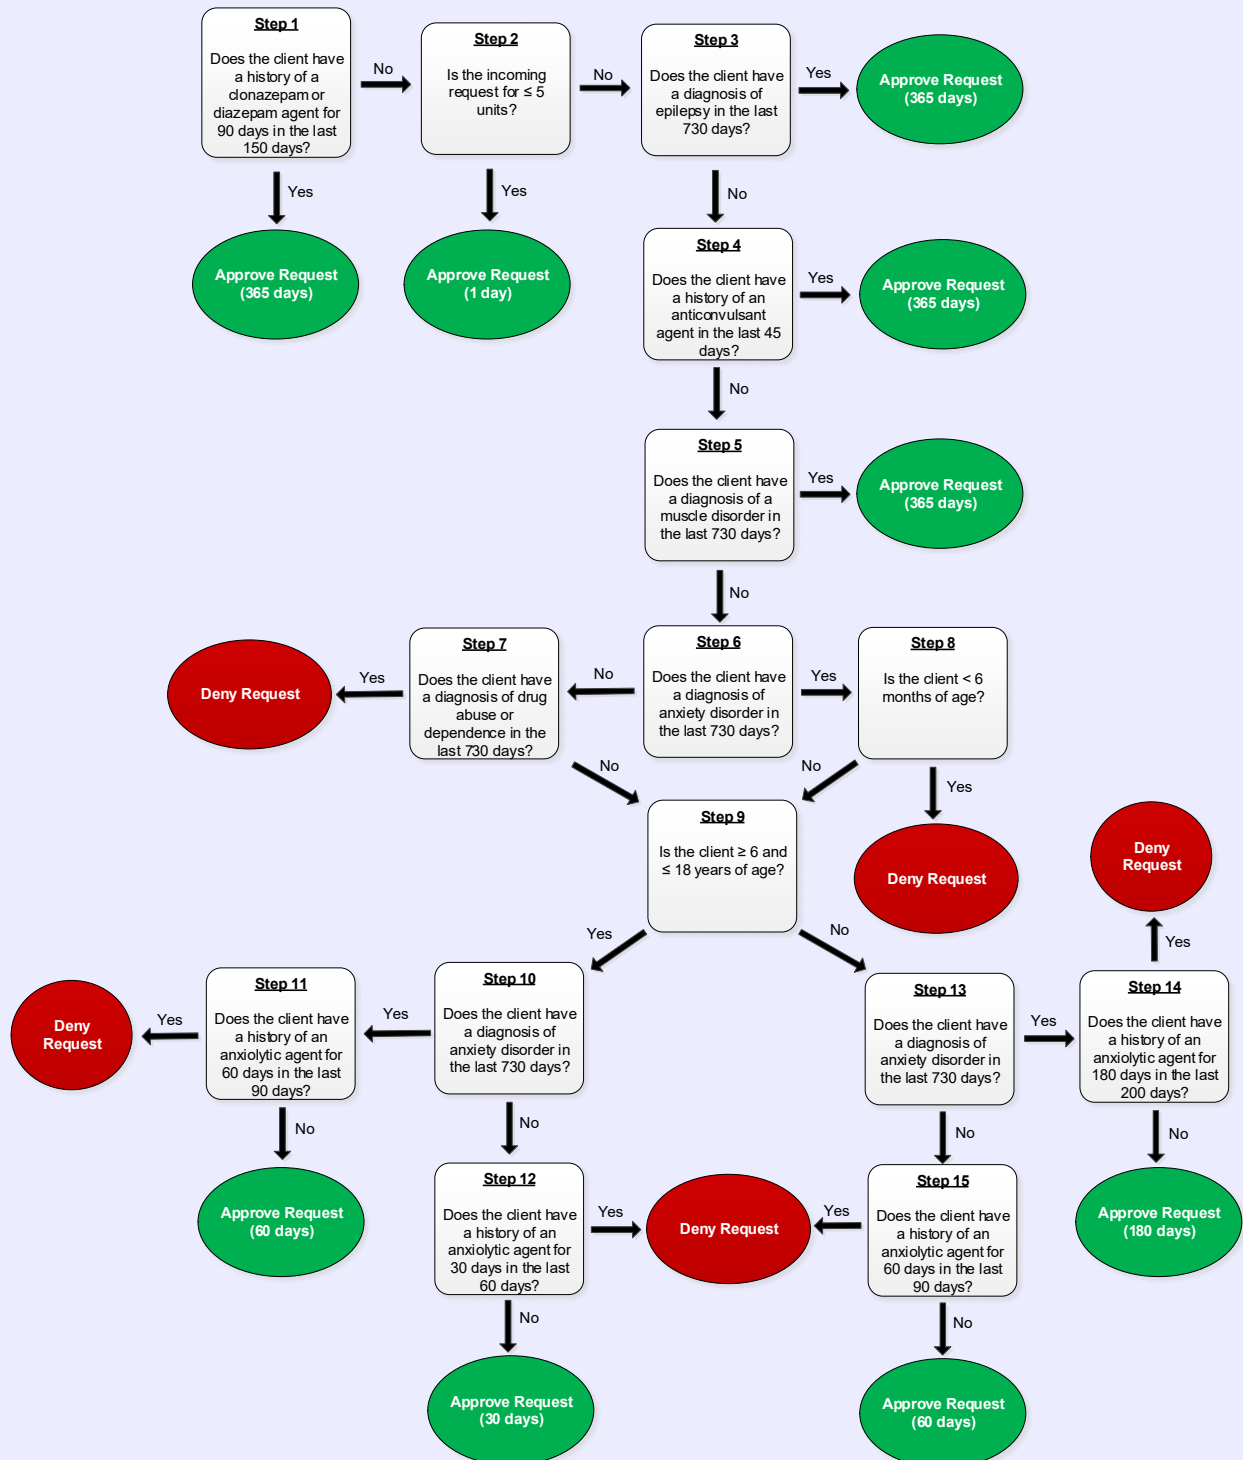 Step 1
Does the client have
a history of a
clonazepam or
diazepam agent for
90 days in the last
150 days?
No
Step 2
Is the incoming
request for ≤ 5
units?
No
Step 3
Does the client have
a diagnosis of
epilepsy in the last
730 days?
Yes
Approve Request
(365 days)
Yes
Approve Request
(365 days)
Yes
Approve Request
(1 day)
No
Step 4
Does the client have
a history of an
anticonvulsant
agent in the last 45
days?
Yes
Approve Request
(365 days)
No
Step 5
Does the client have
a diagnosis of a
muscle disorder in
the last 730 days?
Yes
Approve Request
(365 days)
No
Step 6
Does the client have
a diagnosis of
anxiety disorder in
the last 730 days?
No
Step 7
Does the client have
a diagnosis of drug
abuse or
dependence in the
last 730 days?
Yes
Deny Request
Yes
Step 8
Is the client < 6
months of age?
No
No
Yes
Deny Request
Step 9
Is the client ≥ 6 and
≤ 18 years of age?
Yes
No
Step 10
Does the client have
a diagnosis of
anxiety disorder in
the last 730 days?
Yes
Step 11
Does the client have
a history of an
anxiolytic agent for
60 days in the last
90 days?
Yes
Deny
Request
No
Approve Request
(60 days)
No
Step 12
Does the client have
a history of an
anxiolytic agent for
30 days in the last
60 days?
Yes
Deny Request
No
Approve Request
(30 days)
Step 13
Does the client have
a diagnosis of
anxiety disorder in
the last 730 days?
Yes
Step 14
Does the client have
a history of an
anxiolytic agent for
180 days in the last
200 days?
Yes
Deny
Request
No
Approve Request
(180 days)
No
Step 15
Does the client have
a history of an
anxiolytic agent for
60 days in the last
90 days?
Yes
No
Approve Request
(60 days)